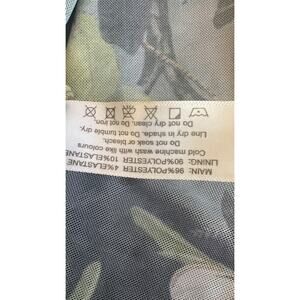 MAIN: 96%POLYESTER 4%ELASTANE
LINING: 90%POLYESTER 10%ELASTANE
Cold machine wash with like colours
Do not soak or bleach.
Line dry in shade. Do not tumble dry.
Do not dry clean. Do not iron.